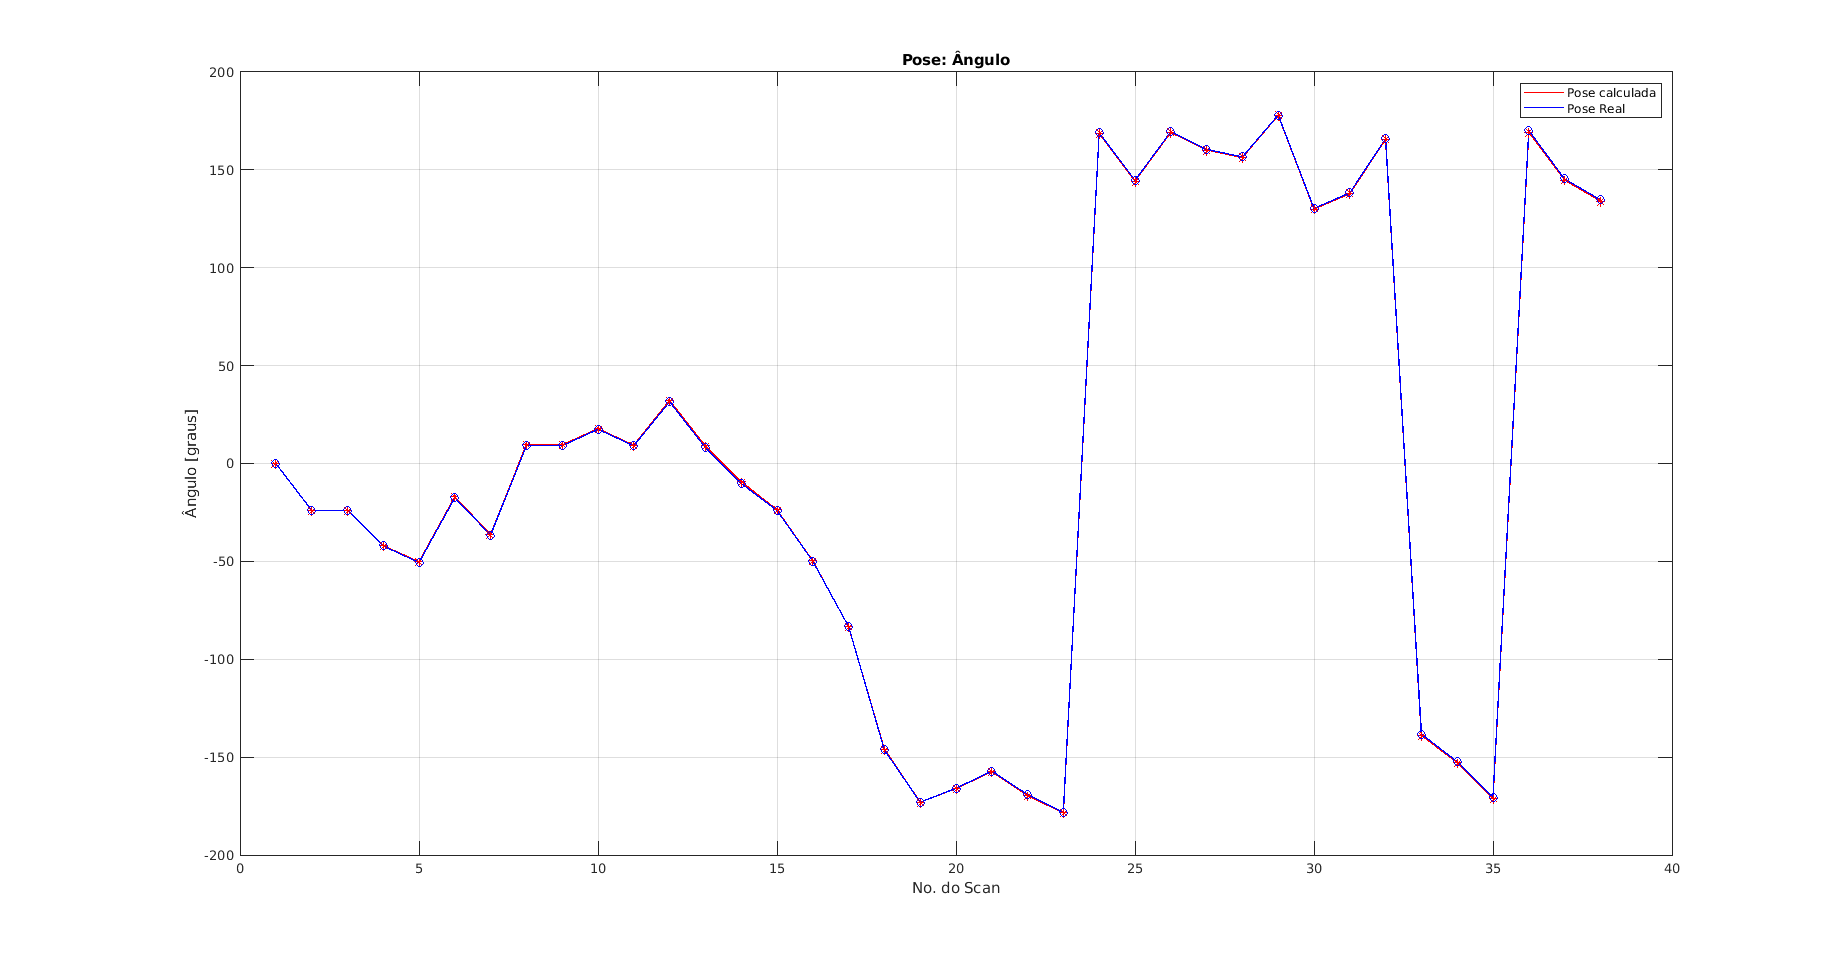 Pose: Ângulo
Pose calculada
Pose Real
200
150
100
50
0
-50
-100
-150
-200
Ângulo [graus]
0 5 10 15 20 25 30 35 40
No. do Scan